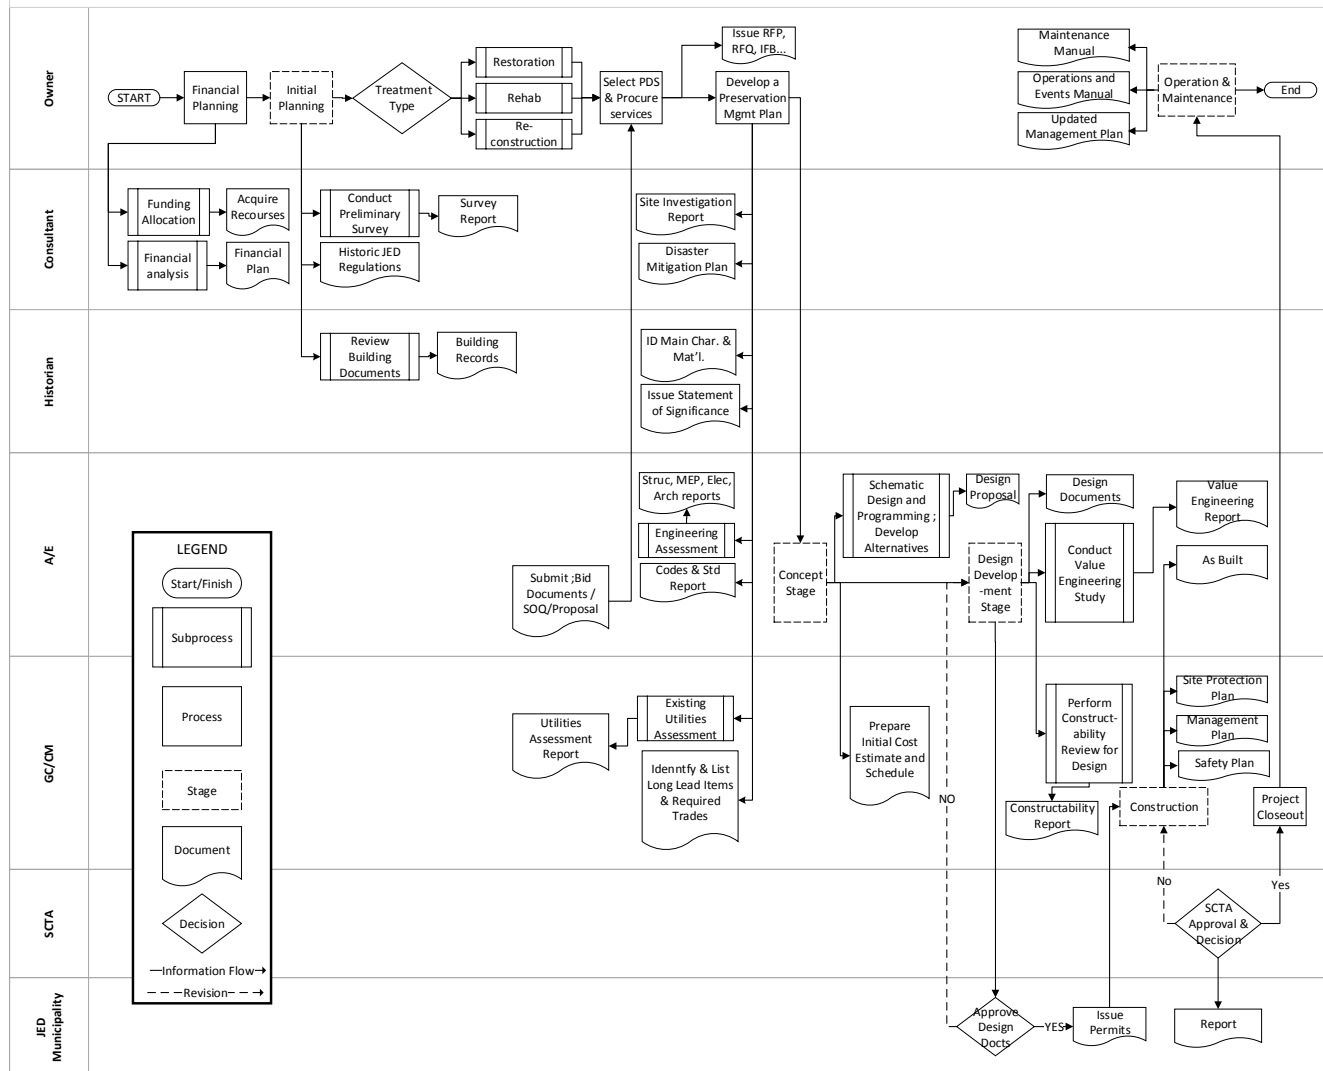 Owner
START
Financial
Planning
Initial
Planning
Treatment
Type
Restoration
Rehab
Re-
construction
Select PDS
& Procure
services
Issue RFP,
RFQ, IFB...
Develop a
Preservation
Mgmt Plan
Maintenance
Manual
Operations and
Events Manual
Updated
Management Plan
Operation &
Maintenance
End
Consultant
Funding
Allocation
Acquire
Recourses
Financial
analysis
Financial
Plan
Conduct
Preliminary
Survey
Survey
Report
Historic JED
Regulations
Site Investigation
Report
Disaster
Mitigation Plan
Historian
Review
Building
Documents
Building
Records
ID Main Char. &
Mat'l.
Issue Statement
of Significance
A/E
Struc, MEP, Elec,
Arch reports
Engineering
Assessment
Codes & Std
Report
Submit ;Bid
Documents /
SOQ/Proposal
Concept
Stage
Schematic
Design and
Programming ;
Develop
Alternatives
Design
Proposal
Design
Develop
-ment
Stage
Design
Documents
Conduct
Value
Engineering
Study
Value
Engineering
Report
As Built
LEGEND
Start/Finish
Subprocess
Process
Stage
Document
Decision
Information Flow
Revision
GC/CM
Utilities
Assessment
Report
Existing
Utilities
Assessment
Idenntfy & List
Long Lead Items
& Required
Trades
Prepare
Initial Cost
Estimate and
Schedule
NO
Perform
Construct-
ability
Review for
Design
Constructability
Report
Site Protection
Plan
Management
Plan
Safety Plan
Construction
Project
Closeout
SCTA
No
Yes
SCTA
Approval &
Decision
JED
Municipality
Approve
Design
Docts
YES
Issue
Permits
Report